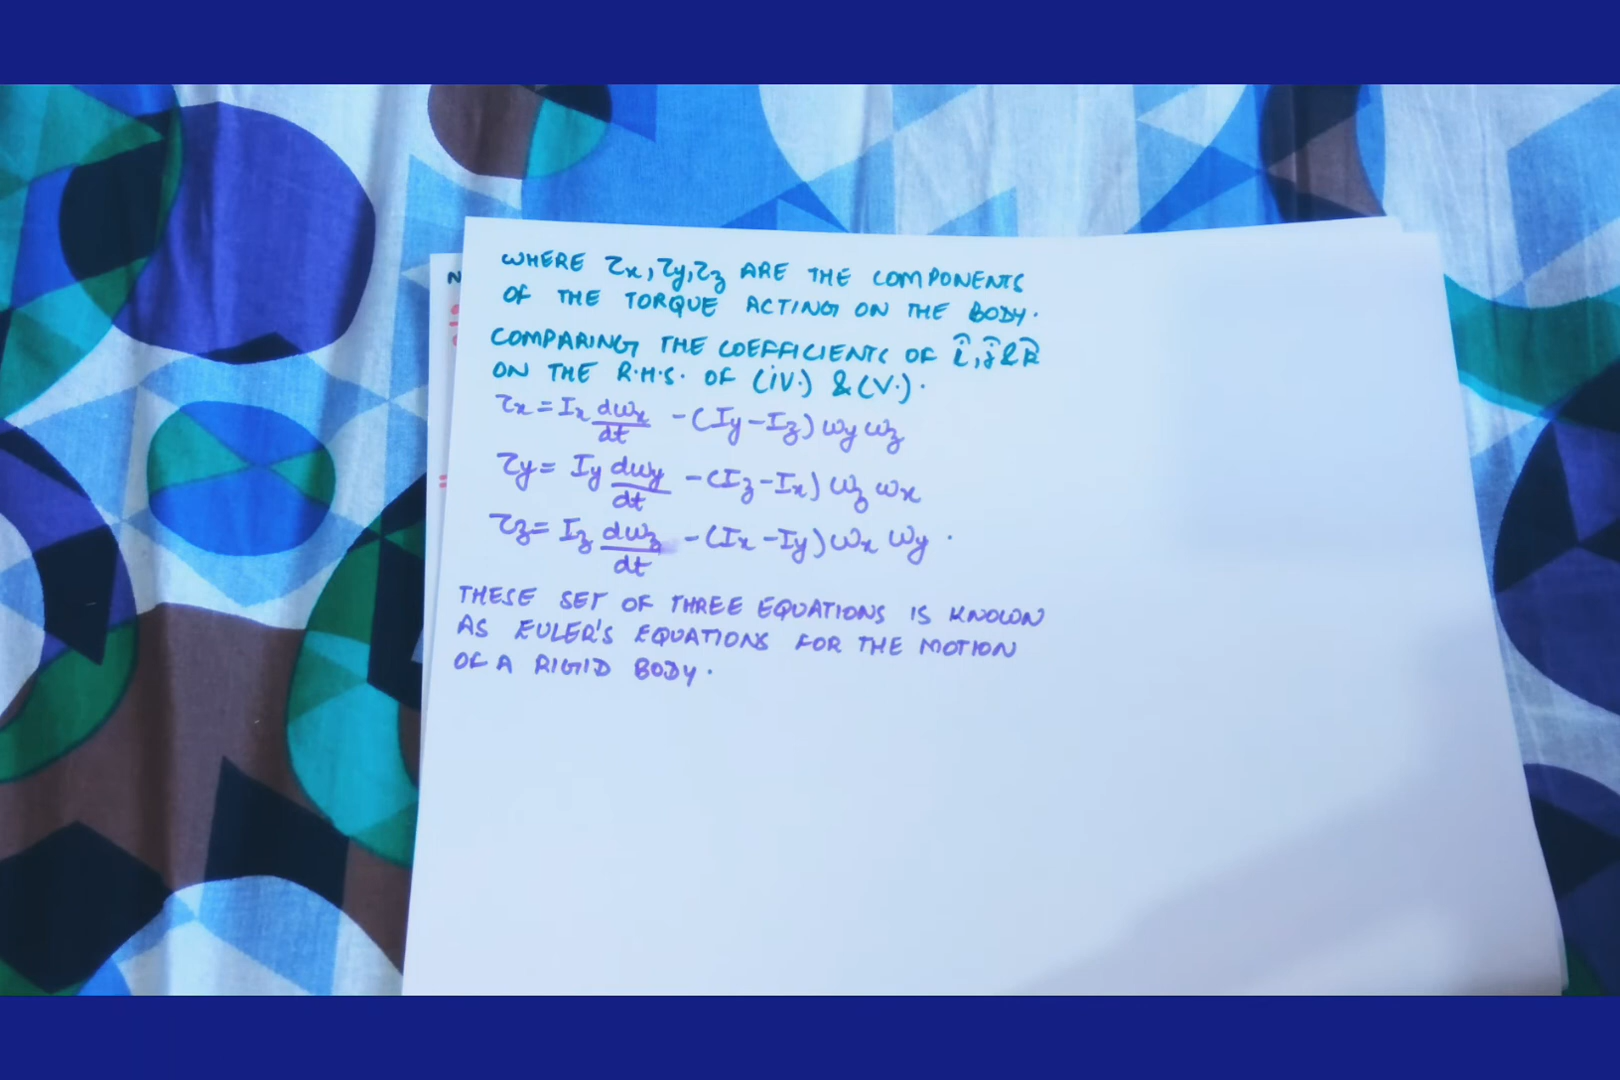 WHERE τx, τy, τz ARE THE COMPONENTS
OF THE TORQUE ACTING ON THE BODY.
COMPARING THE COEFFICIENTS OF î, ĵ & k̂
ON THE R.H.S. OF (iV.) & (V.).
τx = Ix dωx/dt - (Iy - Iz) ωy ωz
τy = Iy dωy/dt - (Iz - Ix) ωz ωx
τz = Iz dωz/dt - (Ix - Iy) ωx ωy.
THESE SET OF THREE EQUATIONS IS KNOWN
AS EULER'S EQUATIONS FOR THE MOTION
OF A RIGID BODY.